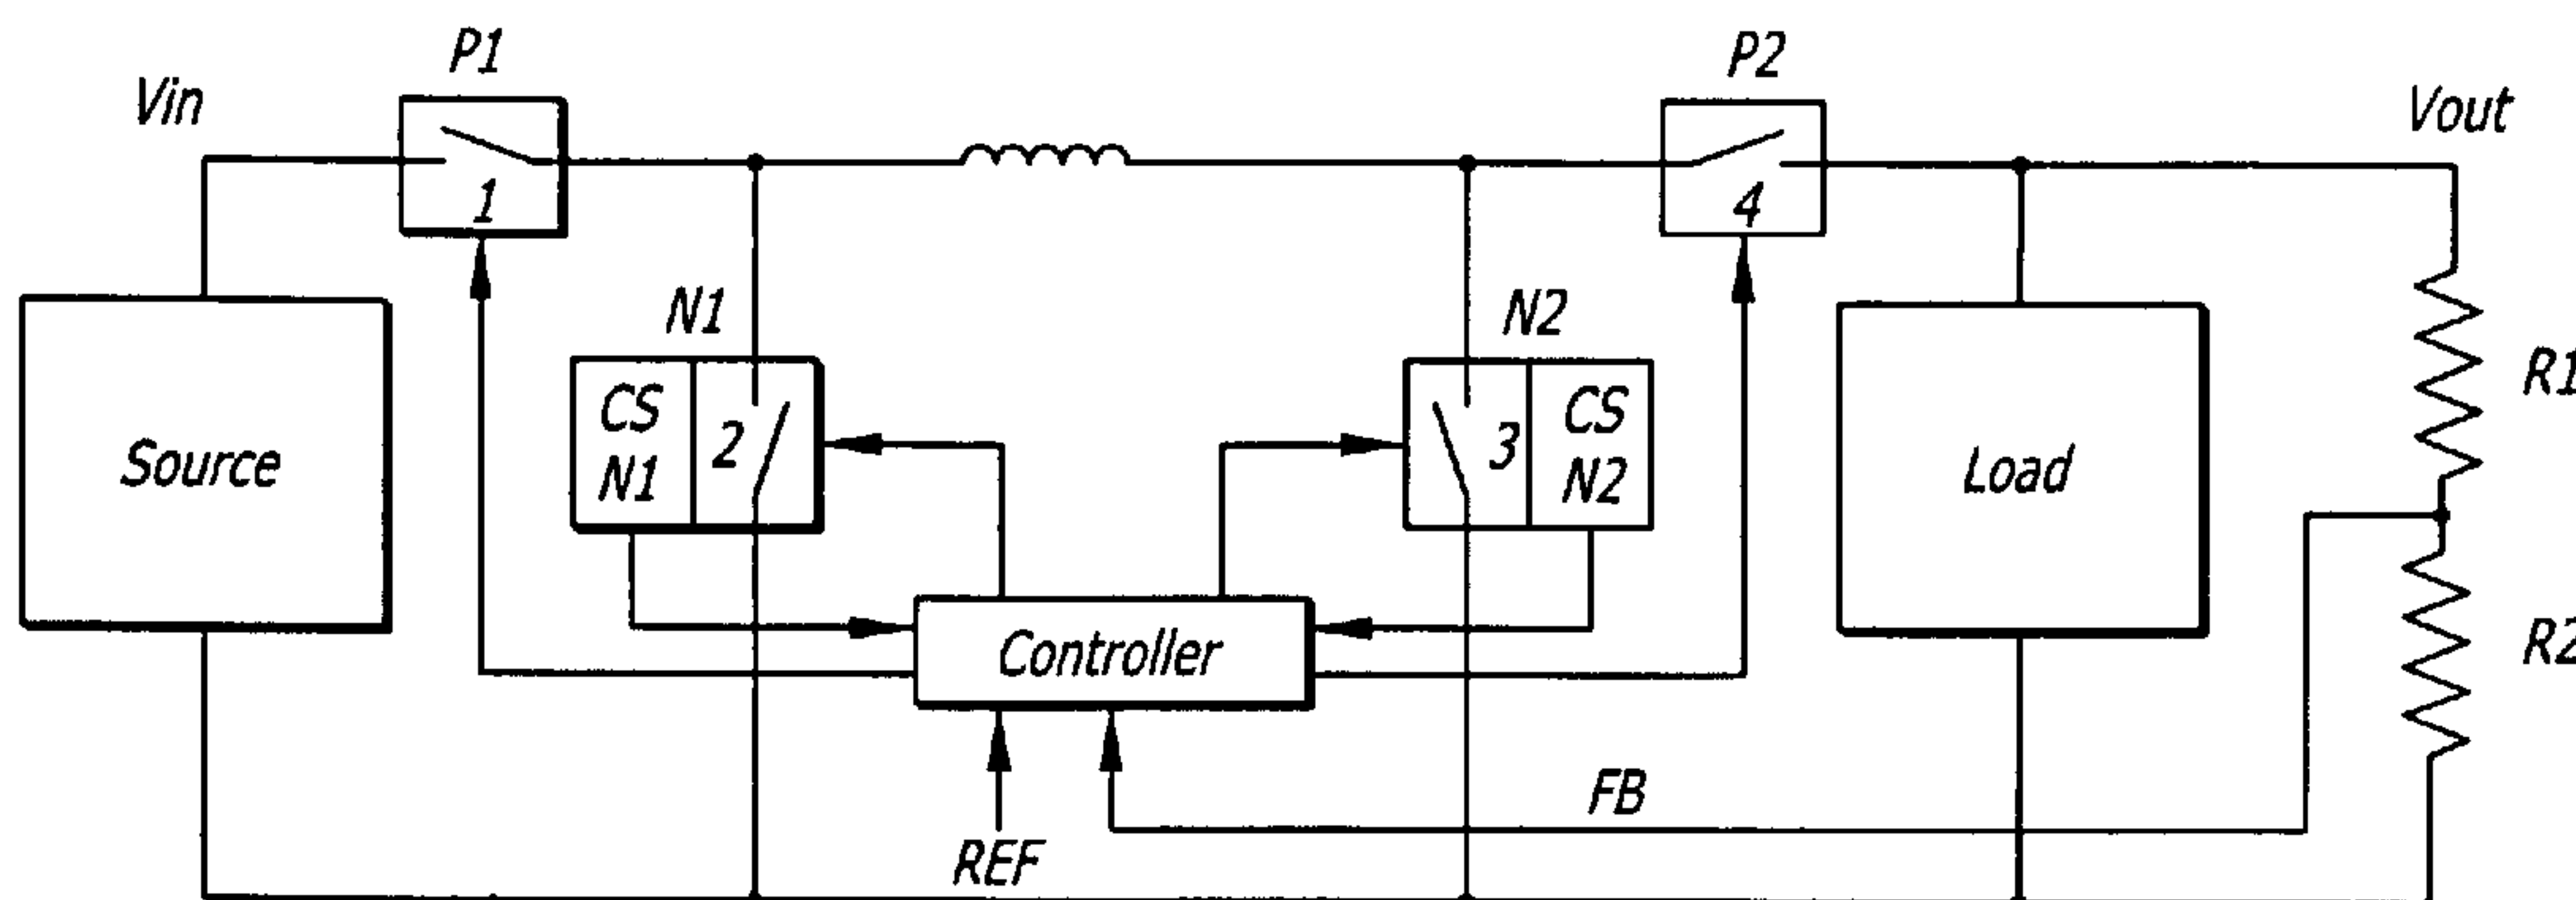 P1
P2
Vin
Vout
1
4
N1
N2
R1
CS
N1
2
3
CS
N2
Source
Load
R2
Controller
FB
REF